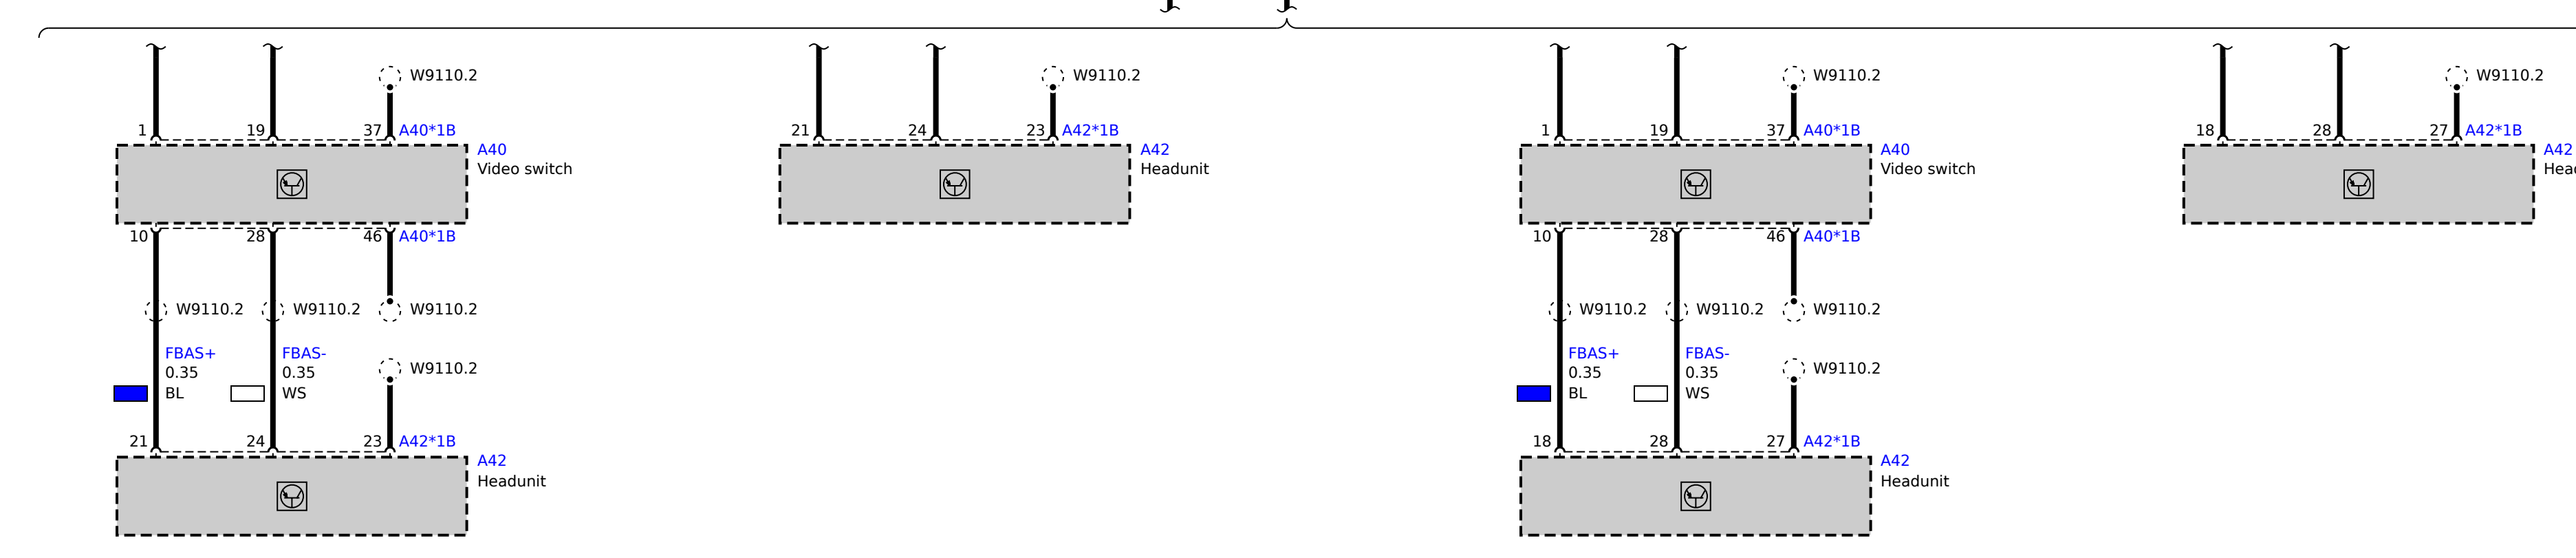 W9110.2 W9110.2 W9110.2 W9110.2
1 19 37 A40*1B 21 24 23 A42*1B 1 19 37 A40*1B 18 28 27 A42*1B
A40 A42 A40 A42
Video switch Headunit Video switch
10 28 46 A40*1B 10 28 46 A40*1B
W9110.2 W9110.2 W9110.2 W9110.2 W9110.2 W9110.2
FBAS+ FBAS- FBAS+ FBAS-
0.35 0.35 W9110.2 0.35 0.35 W9110.2
BL WS BL WS
21 24 23 A42*1B 18 28 27 A42*1B
A42 A42
Headunit Headunit